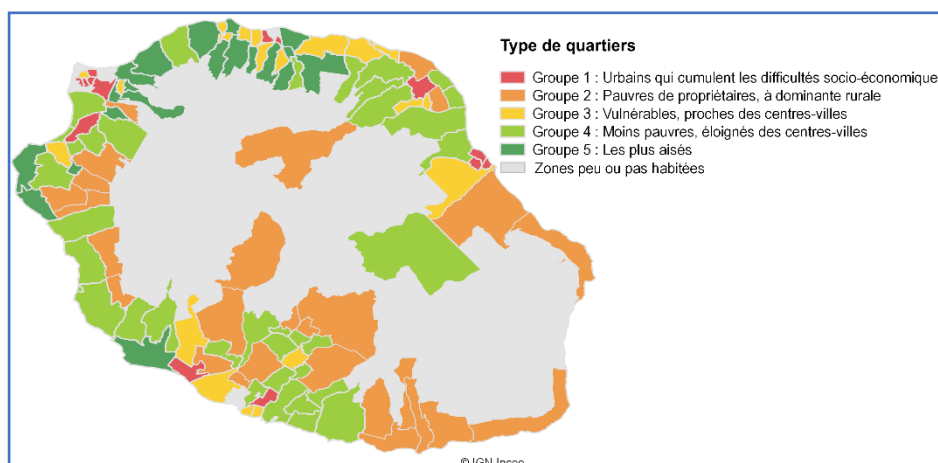 Type de quartiers
Groupe 1 : Urbains qui cumulent les difficultés socio-économique
Groupe 2 : Pauvres de propriétaires, à dominante rurale
Groupe 3 : Vulnérables, proches des centres-villes
Groupe 4 : Moins pauvres, éloignés des centres-villes
Groupe 5 : Les plus aisés
Zones peu ou pas habitées
© IGN Insee